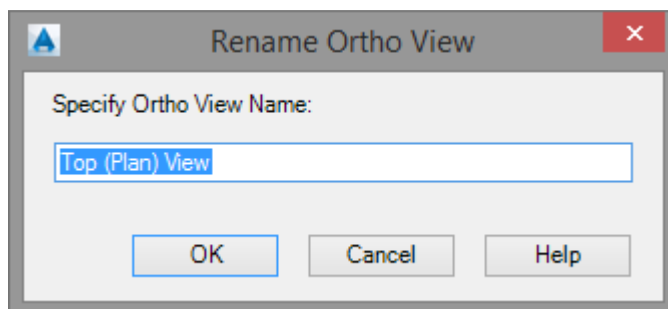 Rename Ortho View
Specify Ortho View Name:
Top (Plan) View
OK Cancel Help